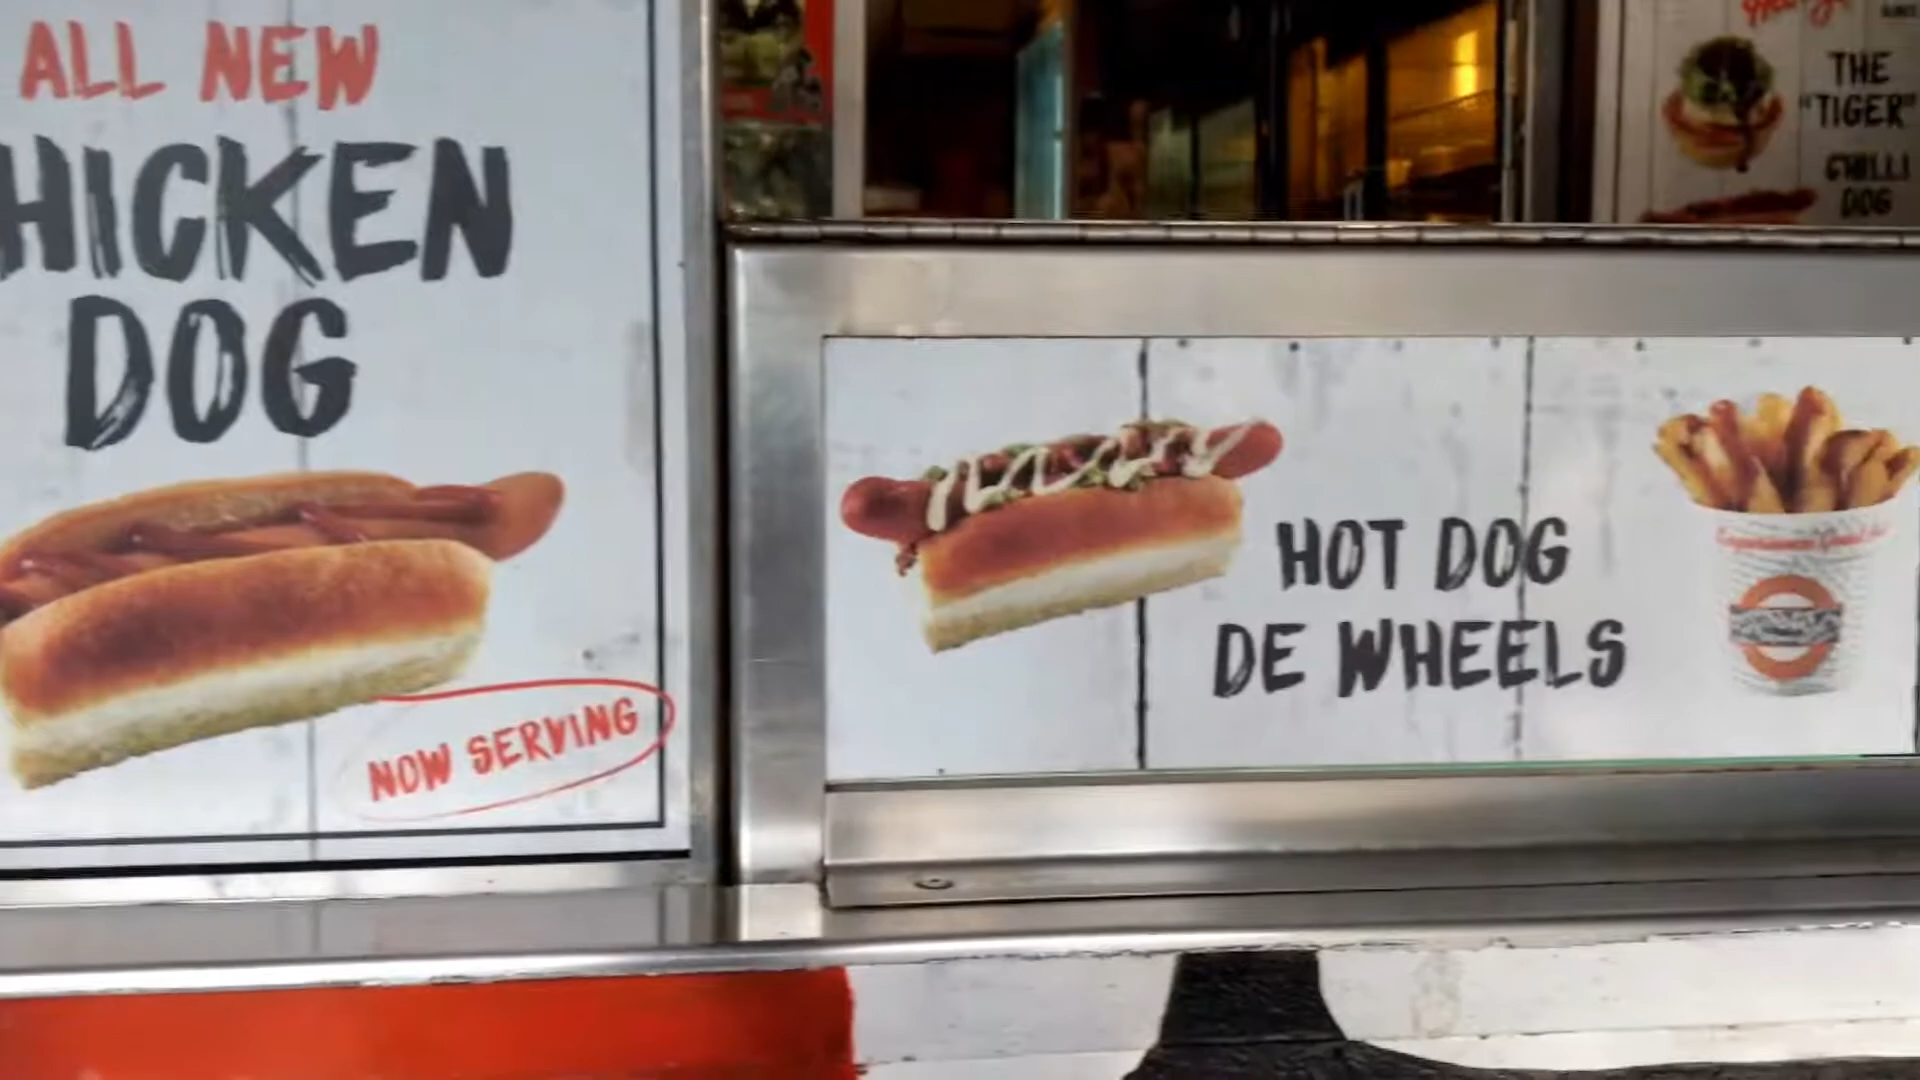 ALL NEW
HICKEN
DOG
NOW SERVING
HOT DOG
DE WHEELS
THE
"TIGER"
CHILLI
DOG